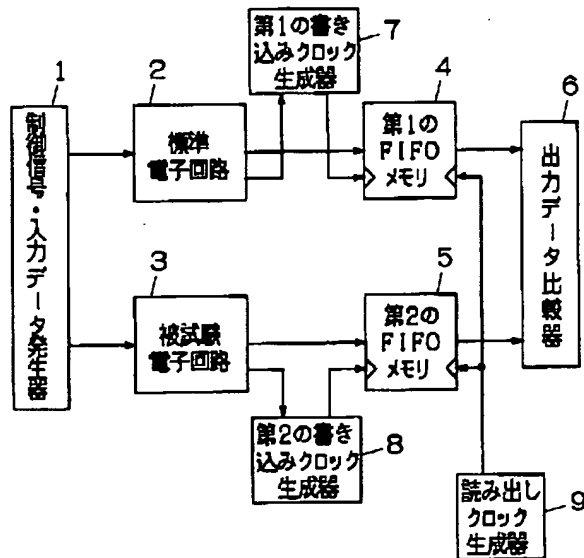 1
制御信号・入力データ発生器
2
標準
電子回路
第1の書き
込みクロック
生成器
7
4
第1の
FIFO
メモリ
6
出力データ比較器
3
被試験
電子回路
5
第2の
FIFO
メモリ
第2の書き
込みクロック
生成器
8
読み出し
クロック
生成器
9